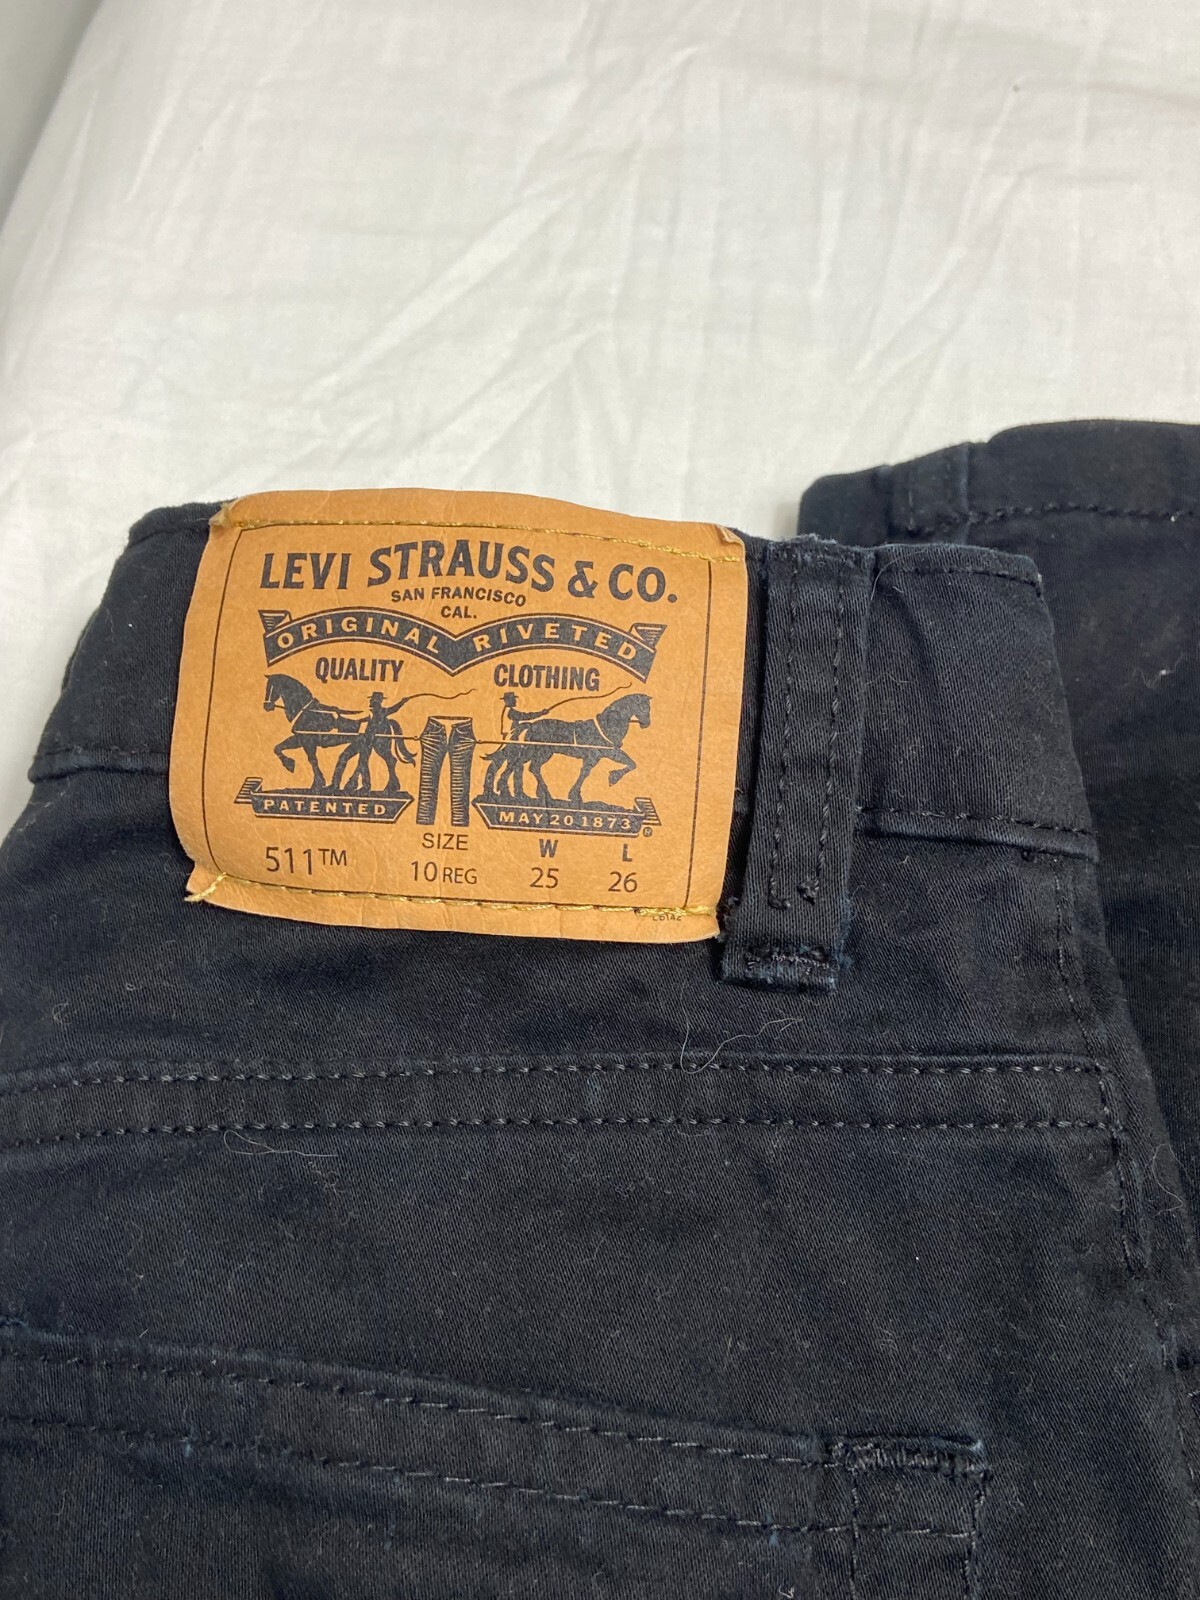 LEVI STRAUSS & CO.
SAN FRANCISCO
CAL.
ORIGINAL RIVETED
QUALITY CLOTHING
PATENTED MAY 20 1873 ®
SIZE W L
511™ 10 REG 25 26